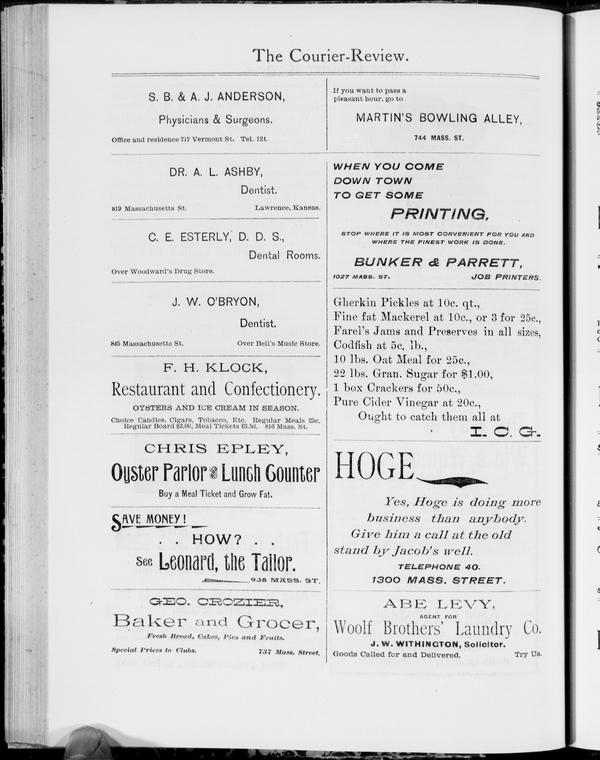 The Courier-Review.
S. B. & A. J. ANDERSON,
Physicians & Surgeons.
Office and residence 717 Vermont St. Tel. 124.
DR. A. L. ASHBY,
Dentist.
819 Massachusetts St. Lawrence, Kansas.
C. E. ESTERLY, D. D. S.,
Dental Rooms.
Over Woodward's Drug Store.
J. W. O'BRYON,
Dentist.
845 Massachusetts St. Over Bell's Music Store.
F. H. KLOCK,
Restaurant and Confectionery.
OYSTERS AND ICE CREAM IN SEASON.
Choice Candies, Cigars, Tobacco, Etc. Regular Meals 25c,
Regular Board $3.00, Meal Tickets $3.50. 816 Mass. St.
CHRIS EPLEY,
Oyster Parlor and Lunch Counter
Buy a Meal Ticket and Grow Fat.
SAVE MONEY!
. . HOW? . .
See Leonard, the Tailor.
938 MASS. ST.
GEO. CROZIER,
Baker and Grocer,
Fresh Bread, Cakes, Pies and Fruits.
Special Prices to Clubs. 737 Mass. Street.
If you want to pass a
pleasant hour, go to
MARTIN'S BOWLING ALLEY,
744 MASS. ST.
WHEN YOU COME
DOWN TOWN
TO GET SOME
PRINTING,
STOP WHERE IT IS MOST CONVENIENT FOR YOU AND
WHERE THE FINEST WORK IS DONE.
BUNKER & PARRETT,
1027 MASS. ST. JOB PRINTERS.
Gherkin Pickles at 10c. qt.,
Fine fat Mackerel at 10c., or 3 for 25c.,
Farel's Jams and Preserves in all sizes,
Codfish at 5c. lb.,
10 lbs. Oat Meal for 25c.,
22 lbs. Gran. Sugar for $1.00,
1 box Crackers for 50c.,
Pure Cider Vinegar at 20c.,
Ought to catch them all at
I. C. G.
HOGE
Yes, Hoge is doing more
business than anybody.
Give him a call at the old
stand by Jacob's well.
TELEPHONE 40.
1300 MASS. STREET.
ABE LEVY,
AGENT FOR
Woolf Brothers' Laundry Co.
J. W. WITHINGTON, Solicitor.
Goods Called for and Delivered. Try Us.